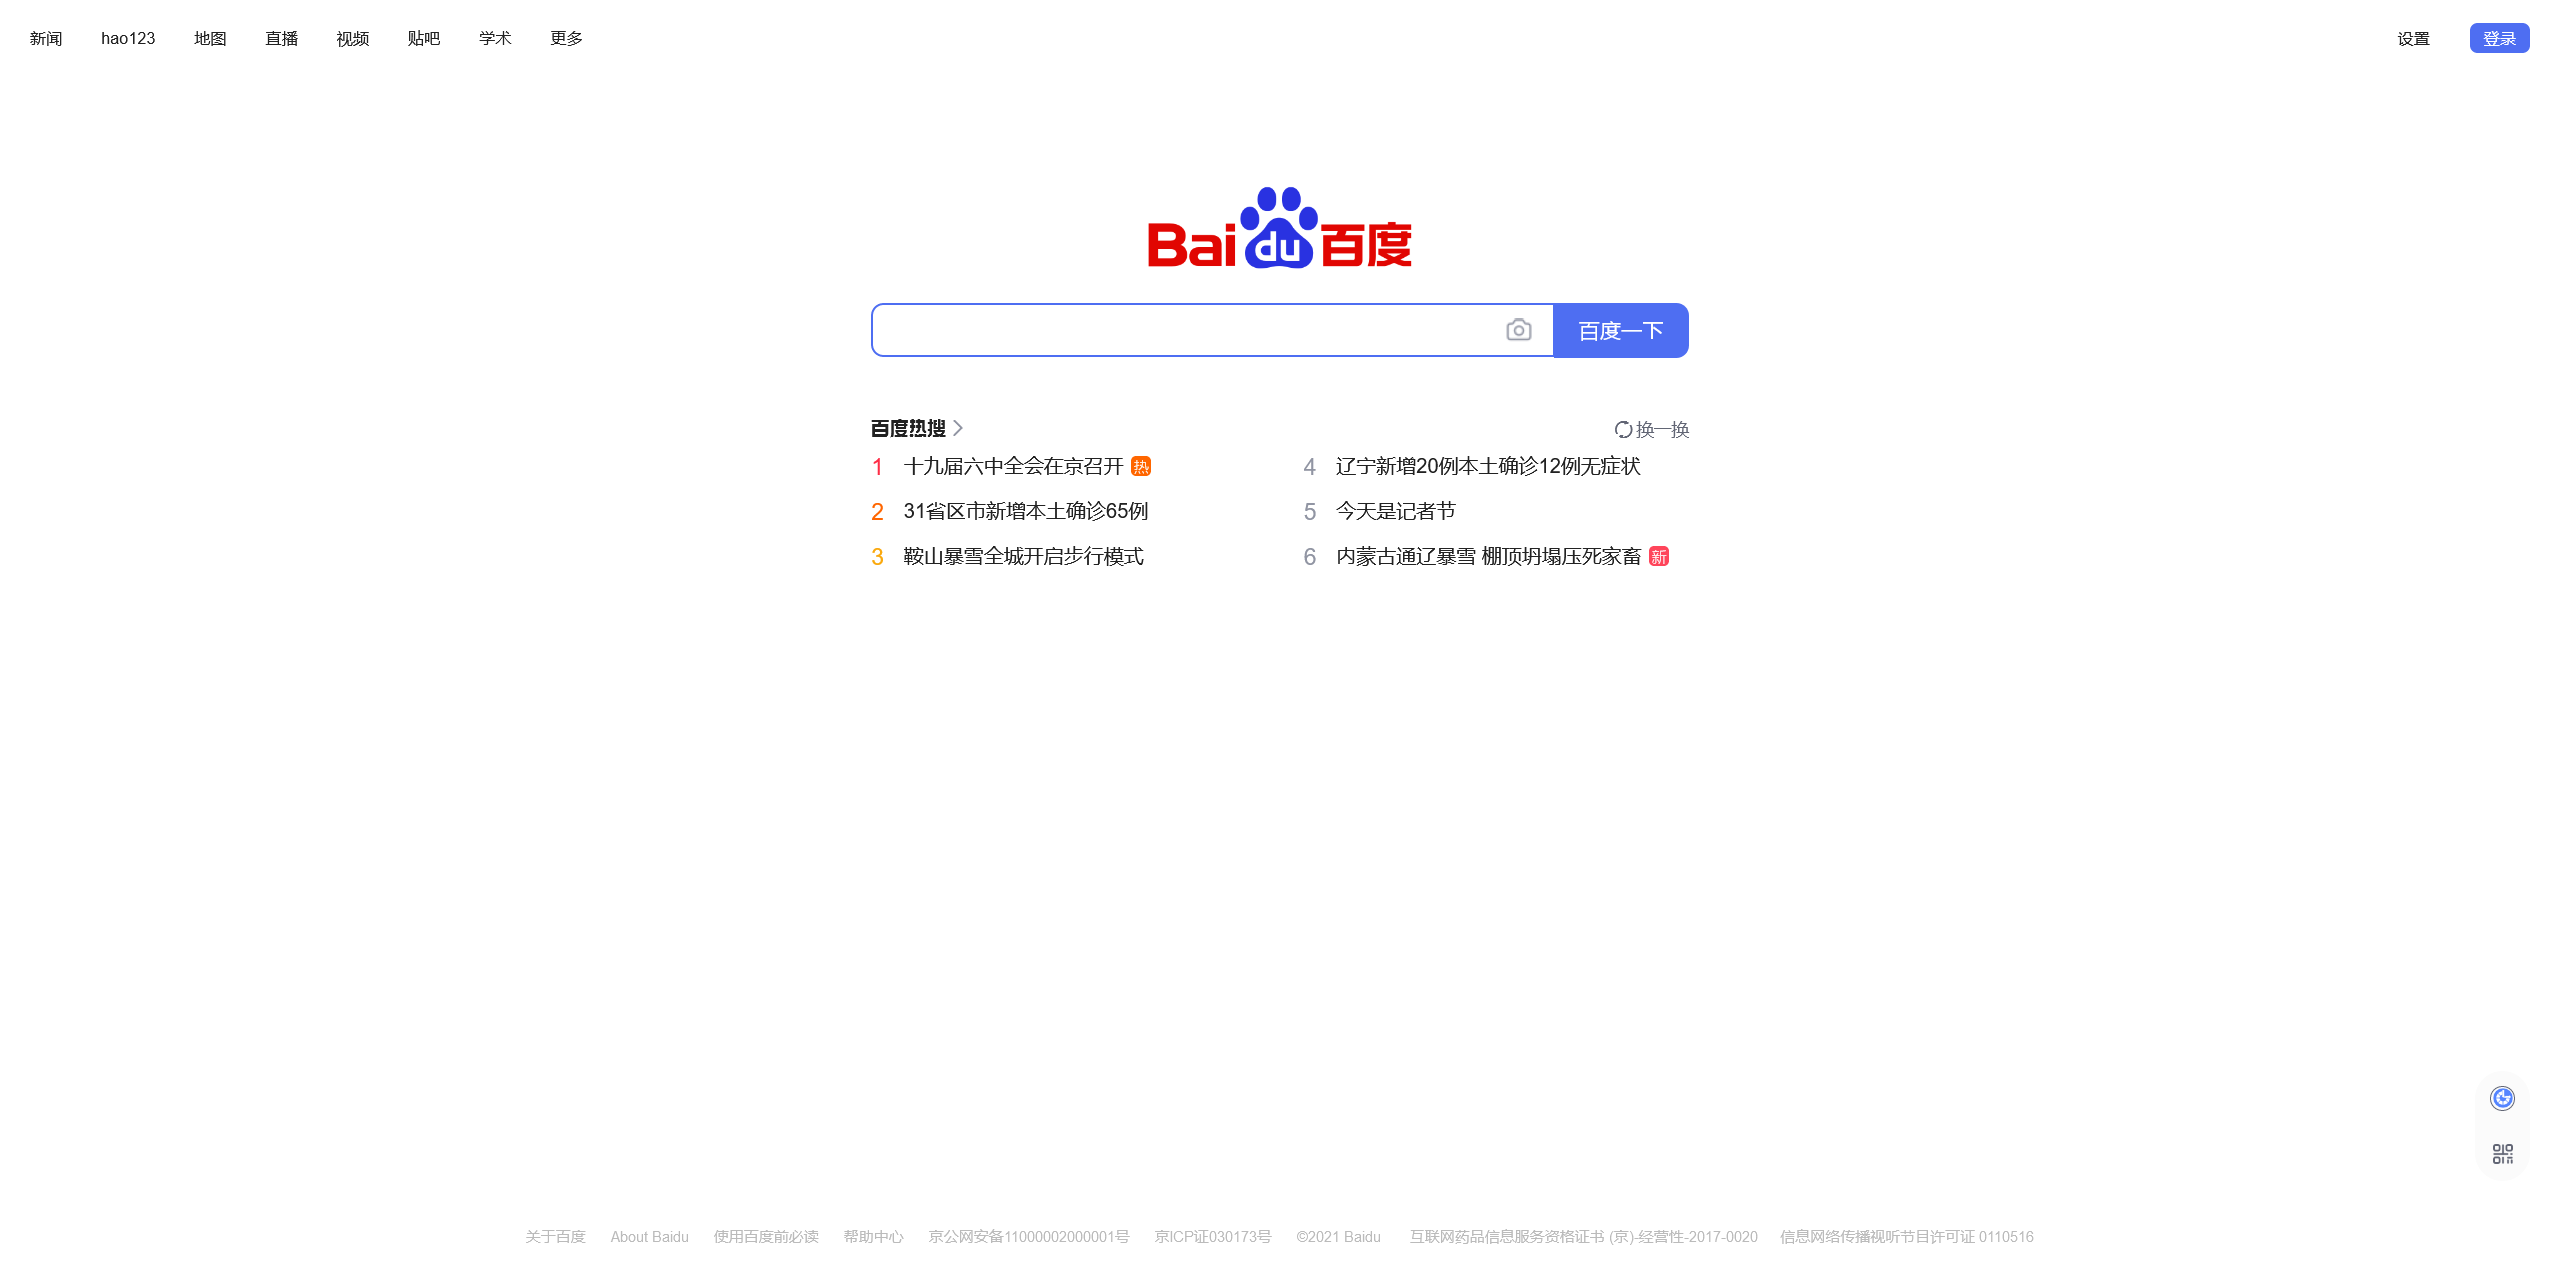 新闻 hao123 地图 直播 视频 贴吧 学术 更多 设置 登录
Baidu百度
百度一下
百度热搜 换一换
1 十九届六中全会在京召开 热
2 31省区市新增本土确诊65例
3 鞍山暴雪全城开启步行模式
4 辽宁新增20例本土确诊12例无症状
5 今天是记者节
6 内蒙古通辽暴雪 棚顶坍塌压死家畜 新
关于百度 About Baidu 使用百度前必读 帮助中心 京公网安备11000002000001号 京ICP证030173号 ©2021 Baidu 互联网药品信息服务资格证书 (京)-经营性-2017-0020 信息网络传播视听节目许可证 0110516